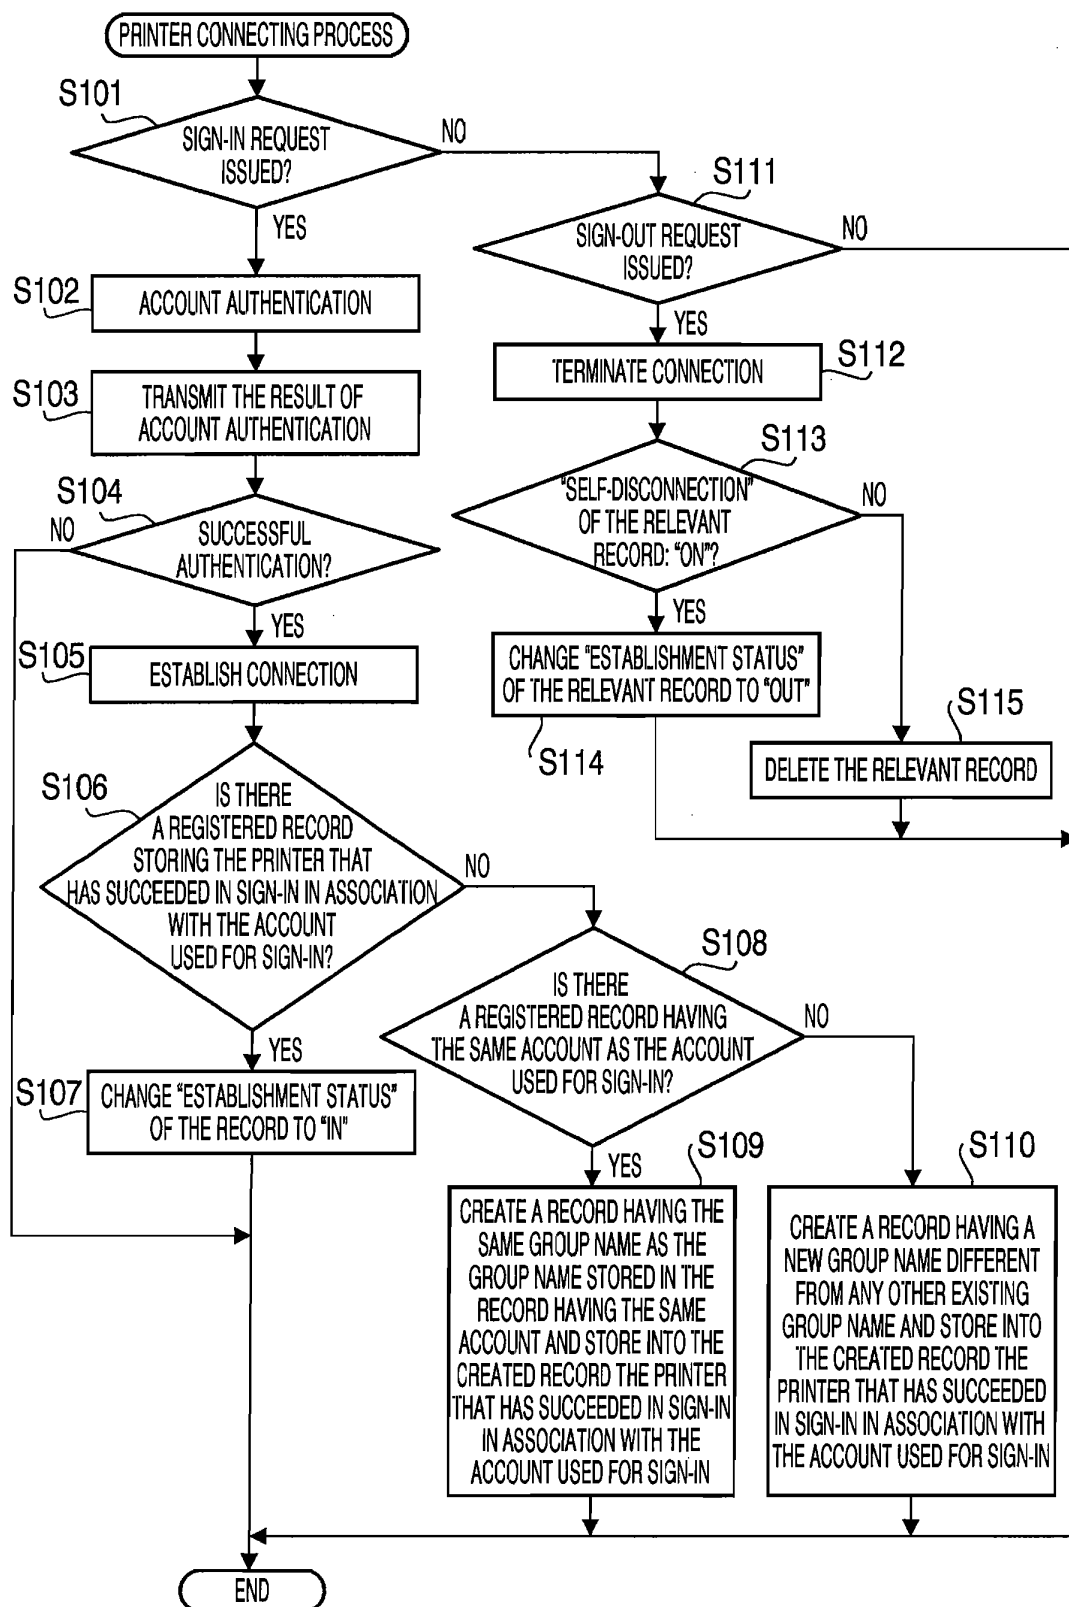 PRINTER CONNECTING PROCESS
S101
SIGN-IN REQUEST
ISSUED?
NO
YES
S111
SIGN-OUT REQUEST
ISSUED?
NO
YES
S102
ACCOUNT AUTHENTICATION
S112
TERMINATE CONNECTION
S103
TRANSMIT THE RESULT OF
ACCOUNT AUTHENTICATION
S113
"SELF-DISCONNECTION"
OF THE RELEVANT
RECORD: "ON"?
NO
YES
S104
NO
SUCCESSFUL
AUTHENTICATION?
YES
S105
ESTABLISH CONNECTION
CHANGE "ESTABLISHMENT STATUS"
OF THE RELEVANT RECORD TO "OUT"
S114
S115
DELETE THE RELEVANT RECORD
S106
IS THERE
A REGISTERED RECORD
STORING THE PRINTER THAT
HAS SUCCEEDED IN SIGN-IN IN ASSOCIATION
WITH THE ACCOUNT
USED FOR SIGN-IN?
NO
YES
S108
IS THERE
A REGISTERED RECORD HAVING
THE SAME ACCOUNT AS THE ACCOUNT
USED FOR SIGN-IN?
NO
YES
S107
CHANGE "ESTABLISHMENT STATUS"
OF THE RECORD TO "IN"
S109
CREATE A RECORD HAVING THE
SAME GROUP NAME AS THE
GROUP NAME STORED IN THE
RECORD HAVING THE SAME
ACCOUNT AND STORE INTO THE
CREATED RECORD THE PRINTER
THAT HAS SUCCEEDED IN SIGN-IN
IN ASSOCIATION WITH THE
ACCOUNT USED FOR SIGN-IN
S110
CREATE A RECORD HAVING A
NEW GROUP NAME DIFFERENT
FROM ANY OTHER EXISTING
GROUP NAME AND STORE INTO
THE CREATED RECORD THE
PRINTER THAT HAS SUCCEEDED
IN SIGN-IN IN ASSOCIATION WITH
THE ACCOUNT USED FOR SIGN-IN
END